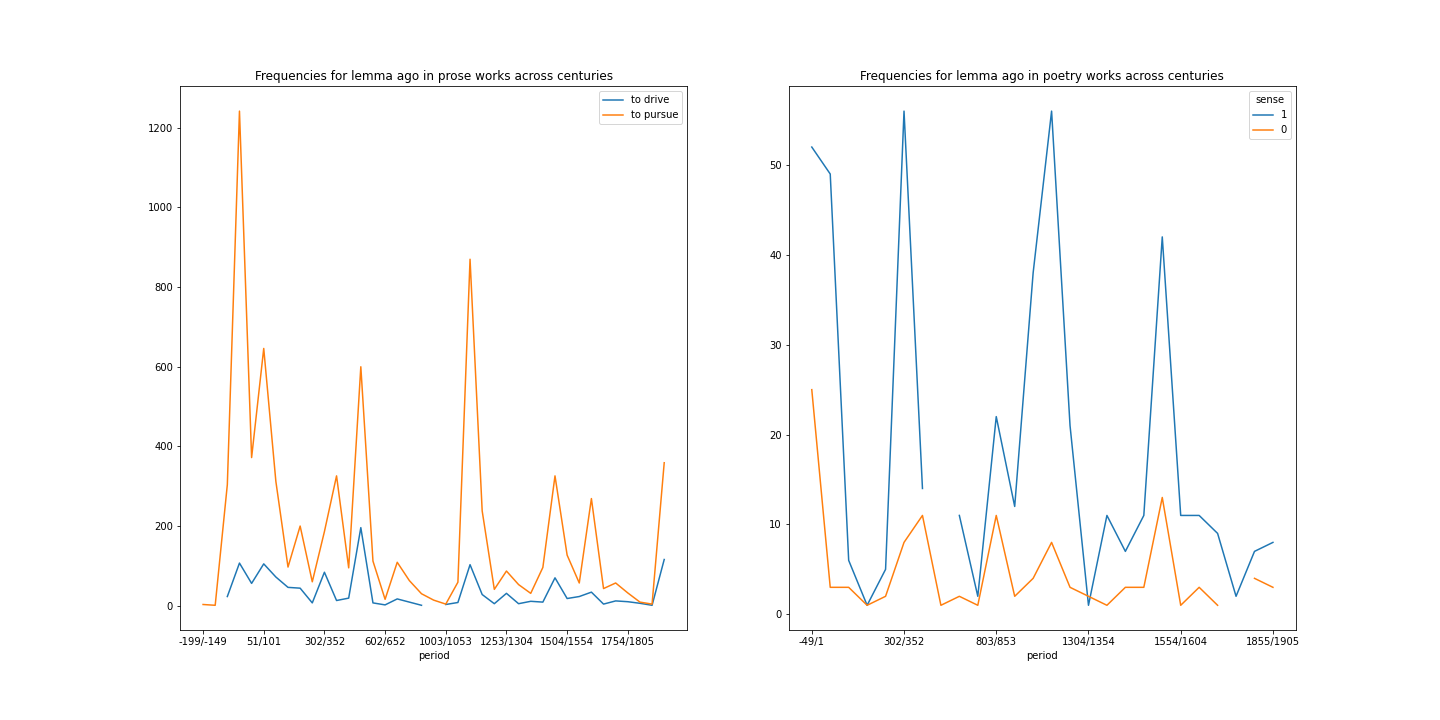 Frequencies for lemma ago in prose works across centuries
to drive
to pursue
1200
1000
800
600
400
200
0
-199/-149 51/101 302/352 602/652 1003/1053 1253/1304 1504/1554 1754/1805
period
Frequencies for lemma ago in poetry works across centuries
sense
1
0
50
40
30
20
10
0
-49/1 302/352 803/853 1304/1354 1554/1604 1855/1905
period